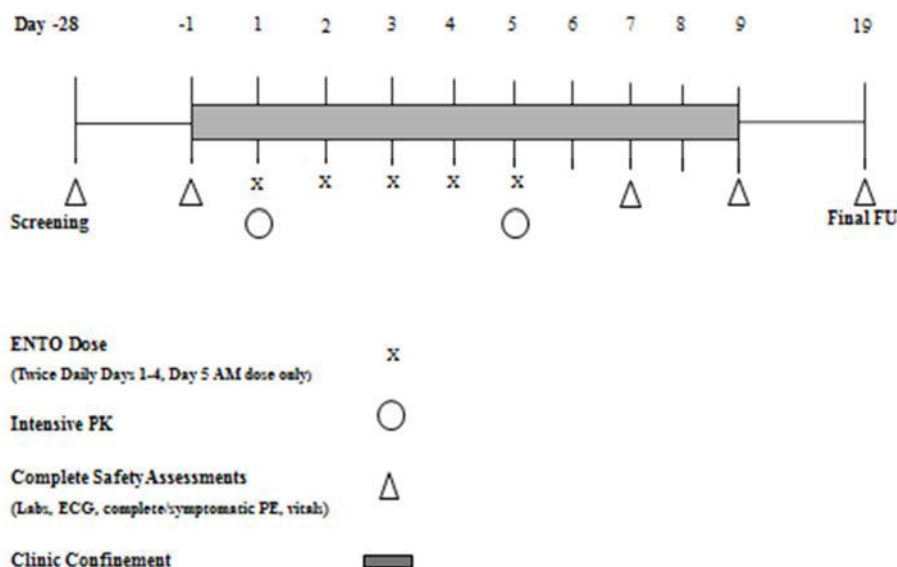 Day -28 -1 1 2 3 4 5 6 7 8 9 19
x x x x x
Screening Final FU
ENTO Dose x
(Twice Daily Days 1-4, Day 5 AM dose only)
Intensive PK
Complete Safety Assessments
(Labs, ECG, complete/symptomatic PE, vitals)
Clinic Confinement